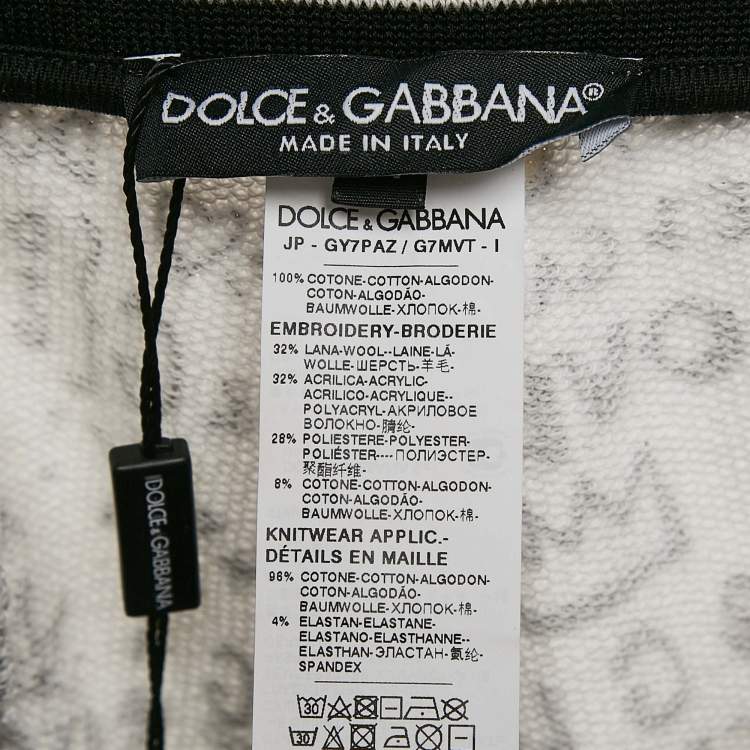 DOLCE & GABBANA®
MADE IN ITALY
DOLCE & GABBANA
JP - GY7PAZ / G7MVT - I
100% COTONE-COTTON-ALGODON-
COTON-ALGODÃO-
BAUMWOLLE-ХЛОПОК-棉-
EMBROIDERY-BRODERIE
32% LANA-WOOL--LAINE-LÃ-
WOLLE-ШЕРСТЬ-羊毛-
32% ACRILICA-ACRYLIC-
ACRILICO-ACRYLIQUE--
POLYACRYL-АКРИЛОВОЕ
ВОЛОКНО-腈纶-
28% POLIESTERE-POLYESTER-
POLIÉSTER----ПОЛИЭСТЕР-
聚酯纤维-
8% COTONE-COTTON-ALGODON-
COTON-ALGODÃO-
BAUMWOLLE-ХЛОПОК-棉-
KNITWEAR APPLIC.-
DÉTAILS EN MAILLE
96% COTONE-COTTON-ALGODON-
COTON-ALGODÃO-
BAUMWOLLE-ХЛОПОК-棉-
4% ELASTAN-ELASTANE-
ELASTANO-ELASTHANNE--
ELASTHAN-ЭЛАСТАН-氨纶-
SPANDEX
30
30
DOLCE & GABBANA